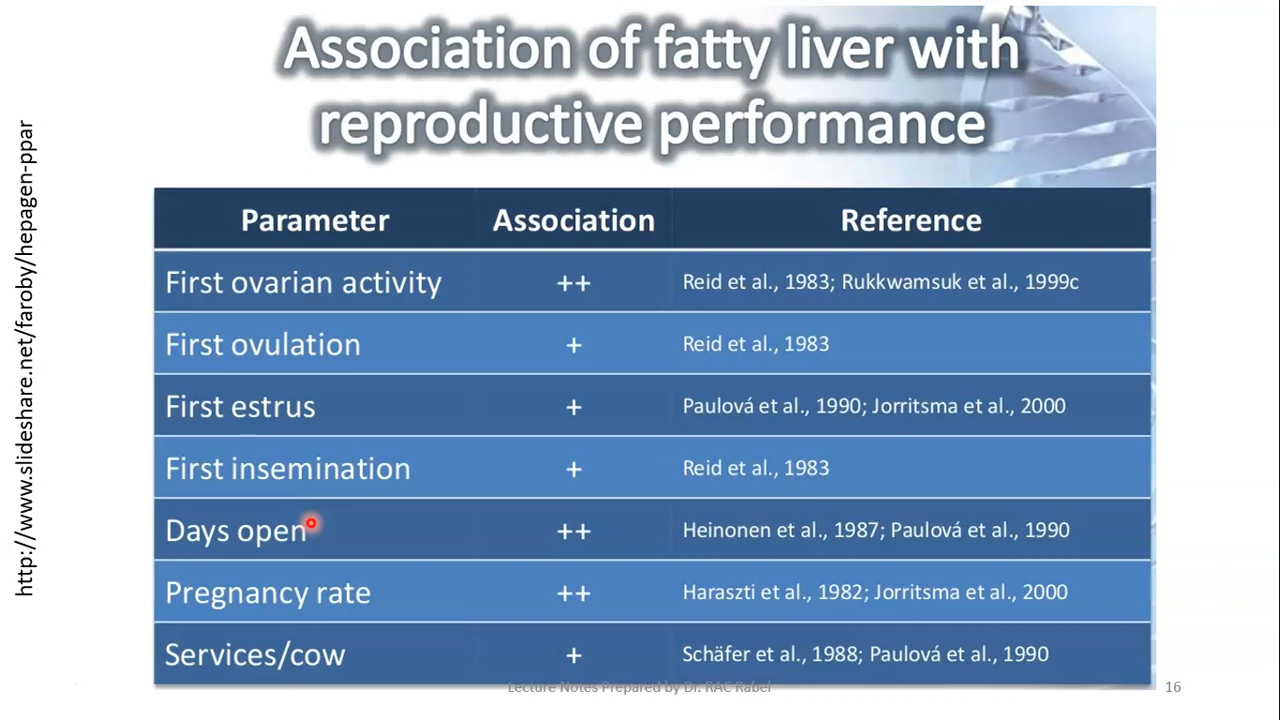 Association of fatty liver with
reproductive performance
Parameter Association Reference
First ovarian activity ++ Reid et al., 1983; Rukkwamsuk et al., 1999c
First ovulation + Reid et al., 1983
First estrus + Paulová et al., 1990; Jorritsma et al., 2000
First insemination + Reid et al., 1983
Days open ++ Heinonen et al., 1987; Paulová et al., 1990
Pregnancy rate ++ Haraszti et al., 1982; Jorritsma et al., 2000
Services/cow + Schäfer et al., 1988; Paulová et al., 1990
Lecture Notes Prepared by Dr. RAC Rabel
16
http://www.slideshare.net/faroby/hepagen-ppar